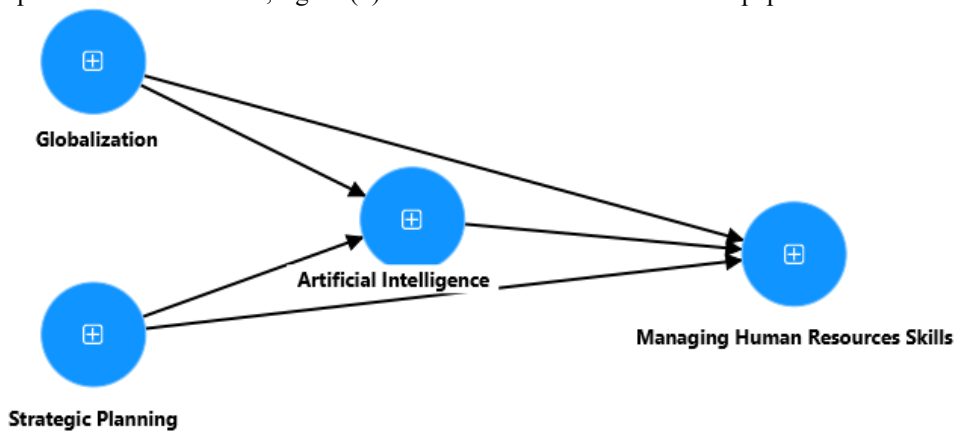 Globalization
Artificial Intelligence
Managing Human Resources Skills
Strategic Planning